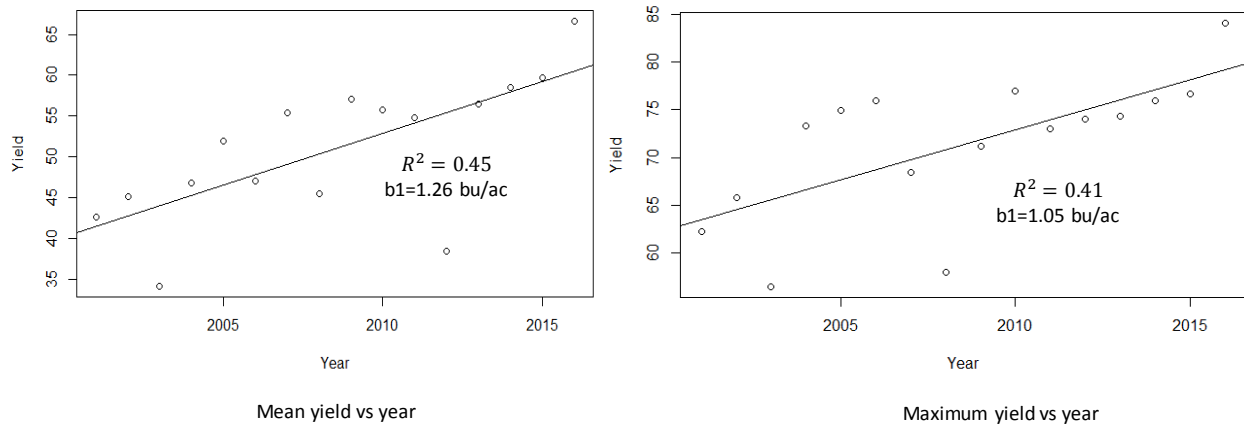 Yield
65
60
55
50
45
40
35
R² = 0.45
b1=1.26 bu/ac
2005 2010 2015
Year
Mean yield vs year
Yield
85
80
75
70
65
60
R² = 0.41
b1=1.05 bu/ac
2005 2010 2015
Year
Maximum yield vs year